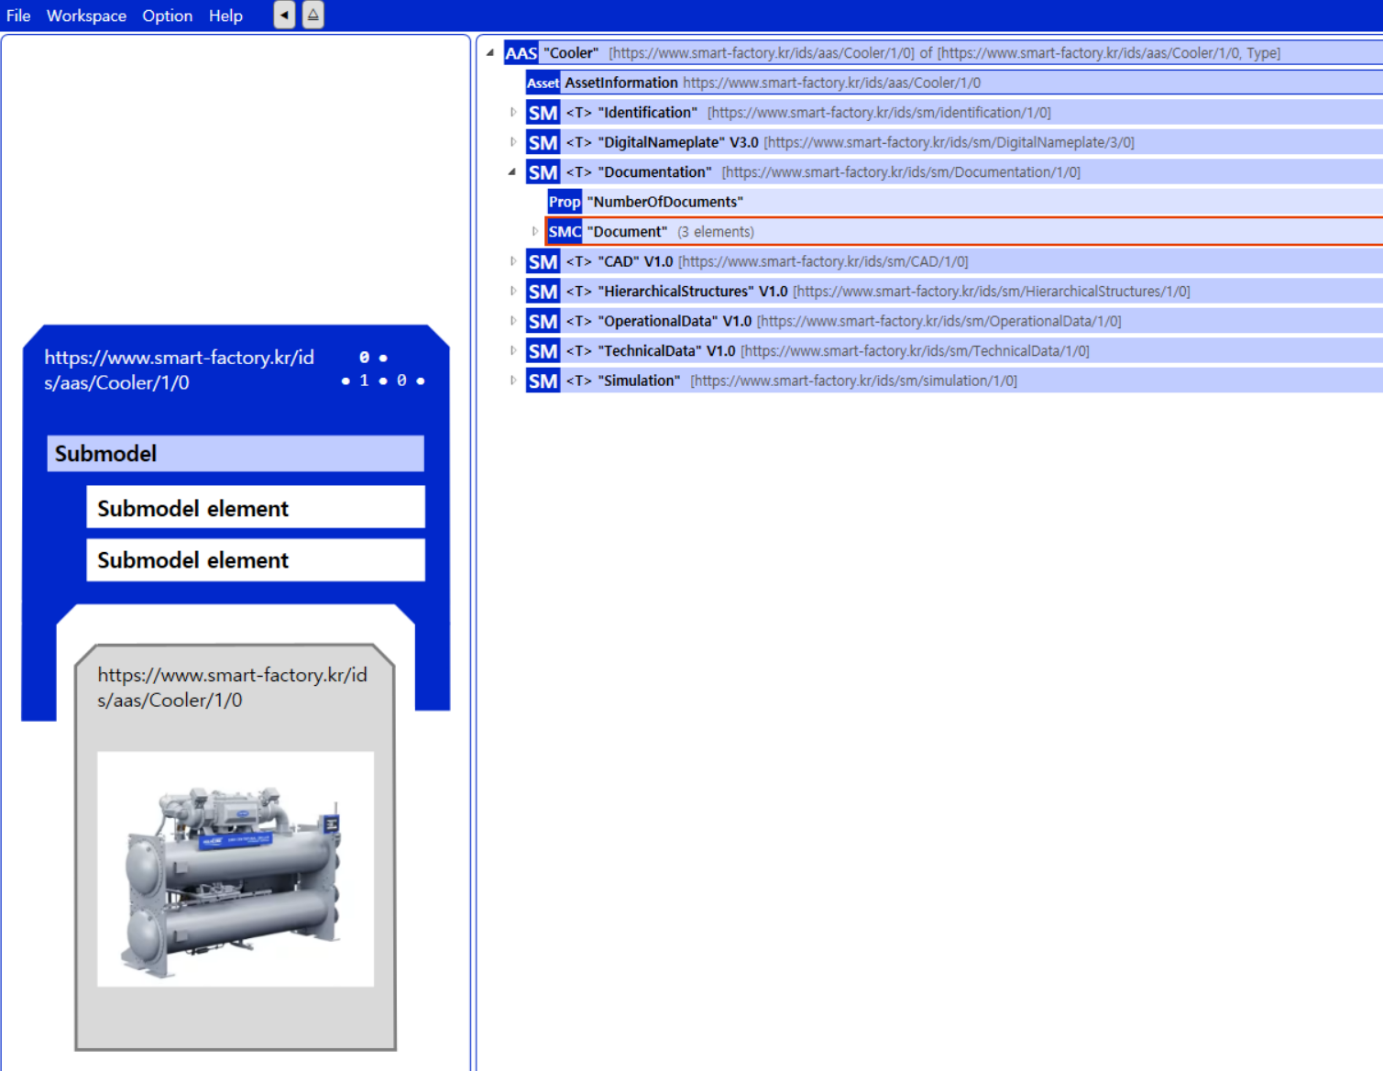 File Workspace Option Help
AAS "Cooler" [https://www.smart-factory.kr/ids/aas/Cooler/1/0] of [https://www.smart-factory.kr/ids/aas/Cooler/1/0, Type]
Asset AssetInformation https://www.smart-factory.kr/ids/aas/Cooler/1/0
SM <T> "Identification" [https://www.smart-factory.kr/ids/sm/identification/1/0]
SM <T> "DigitalNameplate" V3.0 [https://www.smart-factory.kr/ids/sm/DigitalNameplate/3/0]
SM <T> "Documentation" [https://www.smart-factory.kr/ids/sm/Documentation/1/0]
Prop "NumberOfDocuments"
SMC "Document" (3 elements)
SM <T> "CAD" V1.0 [https://www.smart-factory.kr/ids/sm/CAD/1/0]
SM <T> "HierarchicalStructures" V1.0 [https://www.smart-factory.kr/ids/sm/HierarchicalStructures/1/0]
SM <T> "OperationalData" V1.0 [https://www.smart-factory.kr/ids/sm/OperationalData/1/0]
SM <T> "TechnicalData" V1.0 [https://www.smart-factory.kr/ids/sm/TechnicalData/1/0]
SM <T> "Simulation" [https://www.smart-factory.kr/ids/sm/simulation/1/0]
https://www.smart-factory.kr/id
s/aas/Cooler/1/0
0 •
• 1 • 0 •
Submodel
Submodel element
Submodel element
https://www.smart-factory.kr/id
s/aas/Cooler/1/0